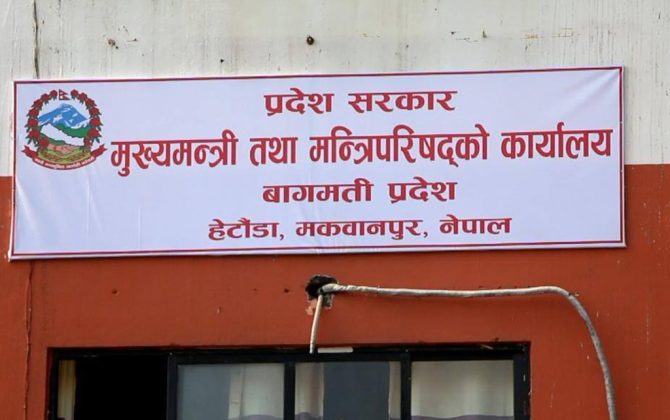 प्रदेश सरकार
मुख्यमन्त्री तथा मन्त्रिपरिषद्को कार्यालय
बागमती प्रदेश
हेटौंडा, मकवानपुर, नेपाल